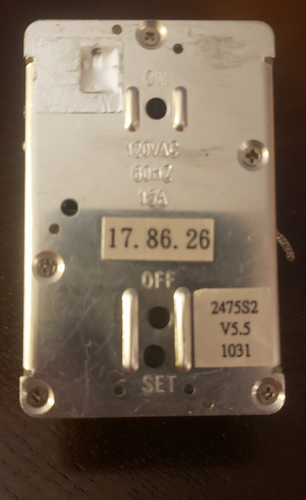 ON
120VAC
60HZ
15A
17. 86. 26
OFF
2475S2
V5.5
1031
SET